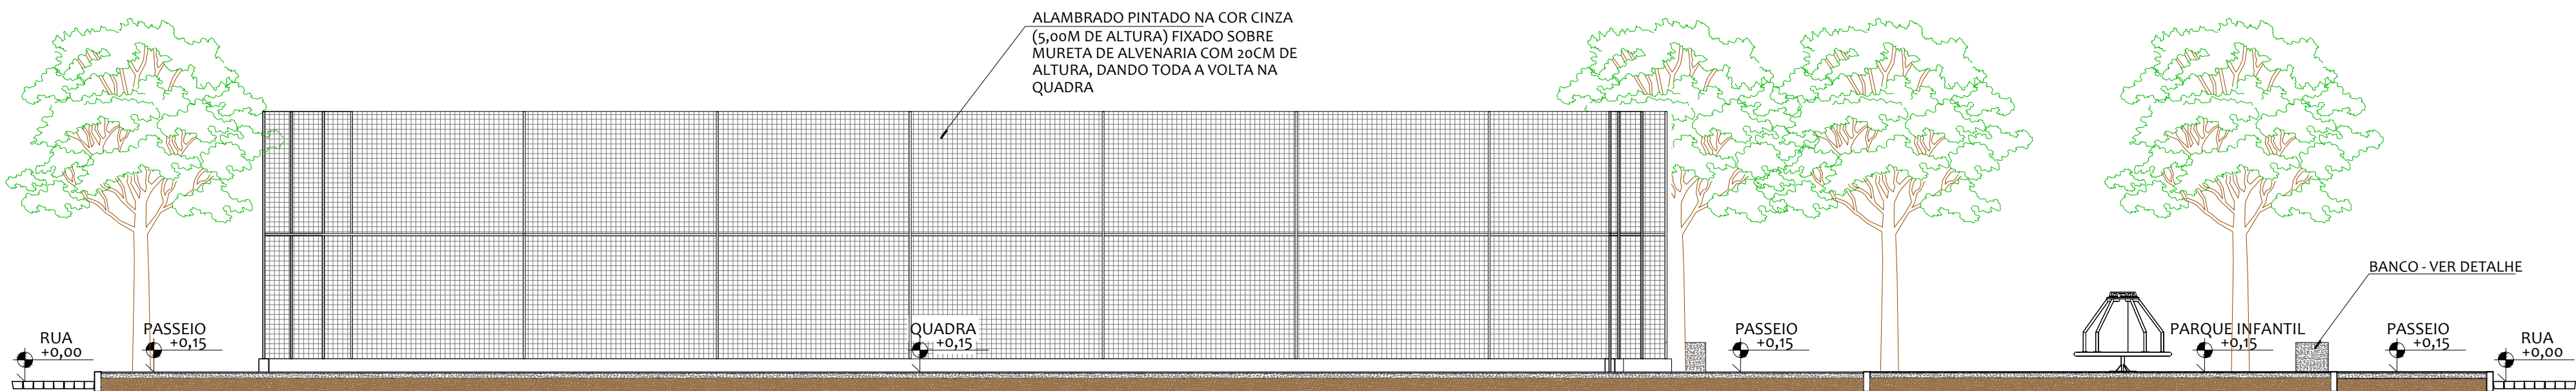 ALAMBRADO PINTADO NA COR CINZA
(5,00M DE ALTURA) FIXADO SOBRE
MURETA DE ALVENARIA COM 20CM DE
ALTURA, DANDO TODA A VOLTA NA
QUADRA
BANCO - VER DETALHE
RUA
+0,00
PASSEIO
+0,15
QUADRA
+0,15
PASSEIO
+0,15
PARQUE INFANTIL
+0,15
PASSEIO
+0,15
RUA
+0,00